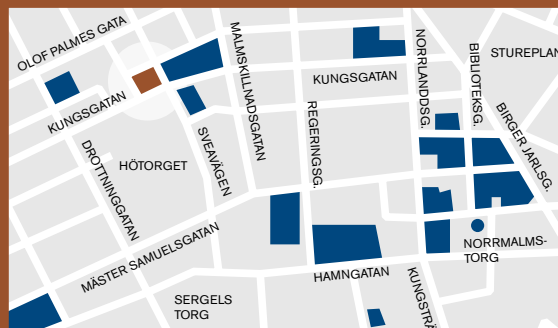 OLOF PALMES GATA
KUNGSGATAN
DROTTNINGGATAN
HÖTORGET
SVEAVÄGEN
MALMSKILLNADSGATAN
REGERINGSG.
KUNGSGATAN
NORRLANDSG.
BIBLIOTEKSG.
STUREPLAN
BIRGER JARLSG.
MÄSTER SAMUELSGATAN
SERGELS
TORG
HAMNGATAN
NORRMALMS-
TORG